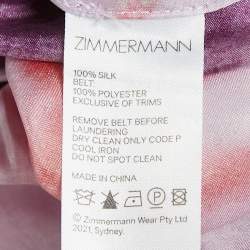 ZIMMERMANN
100% SILK
BELT:
100% POLYESTER
EXCLUSIVE OF TRIMS
REMOVE BELT BEFORE
LAUNDERING
DRY CLEAN ONLY CODE P
COOL IRON
DO NOT SPOT CLEAN
MADE IN CHINA
© Zimmermann Wear Pty Ltd
2021, Sydney.